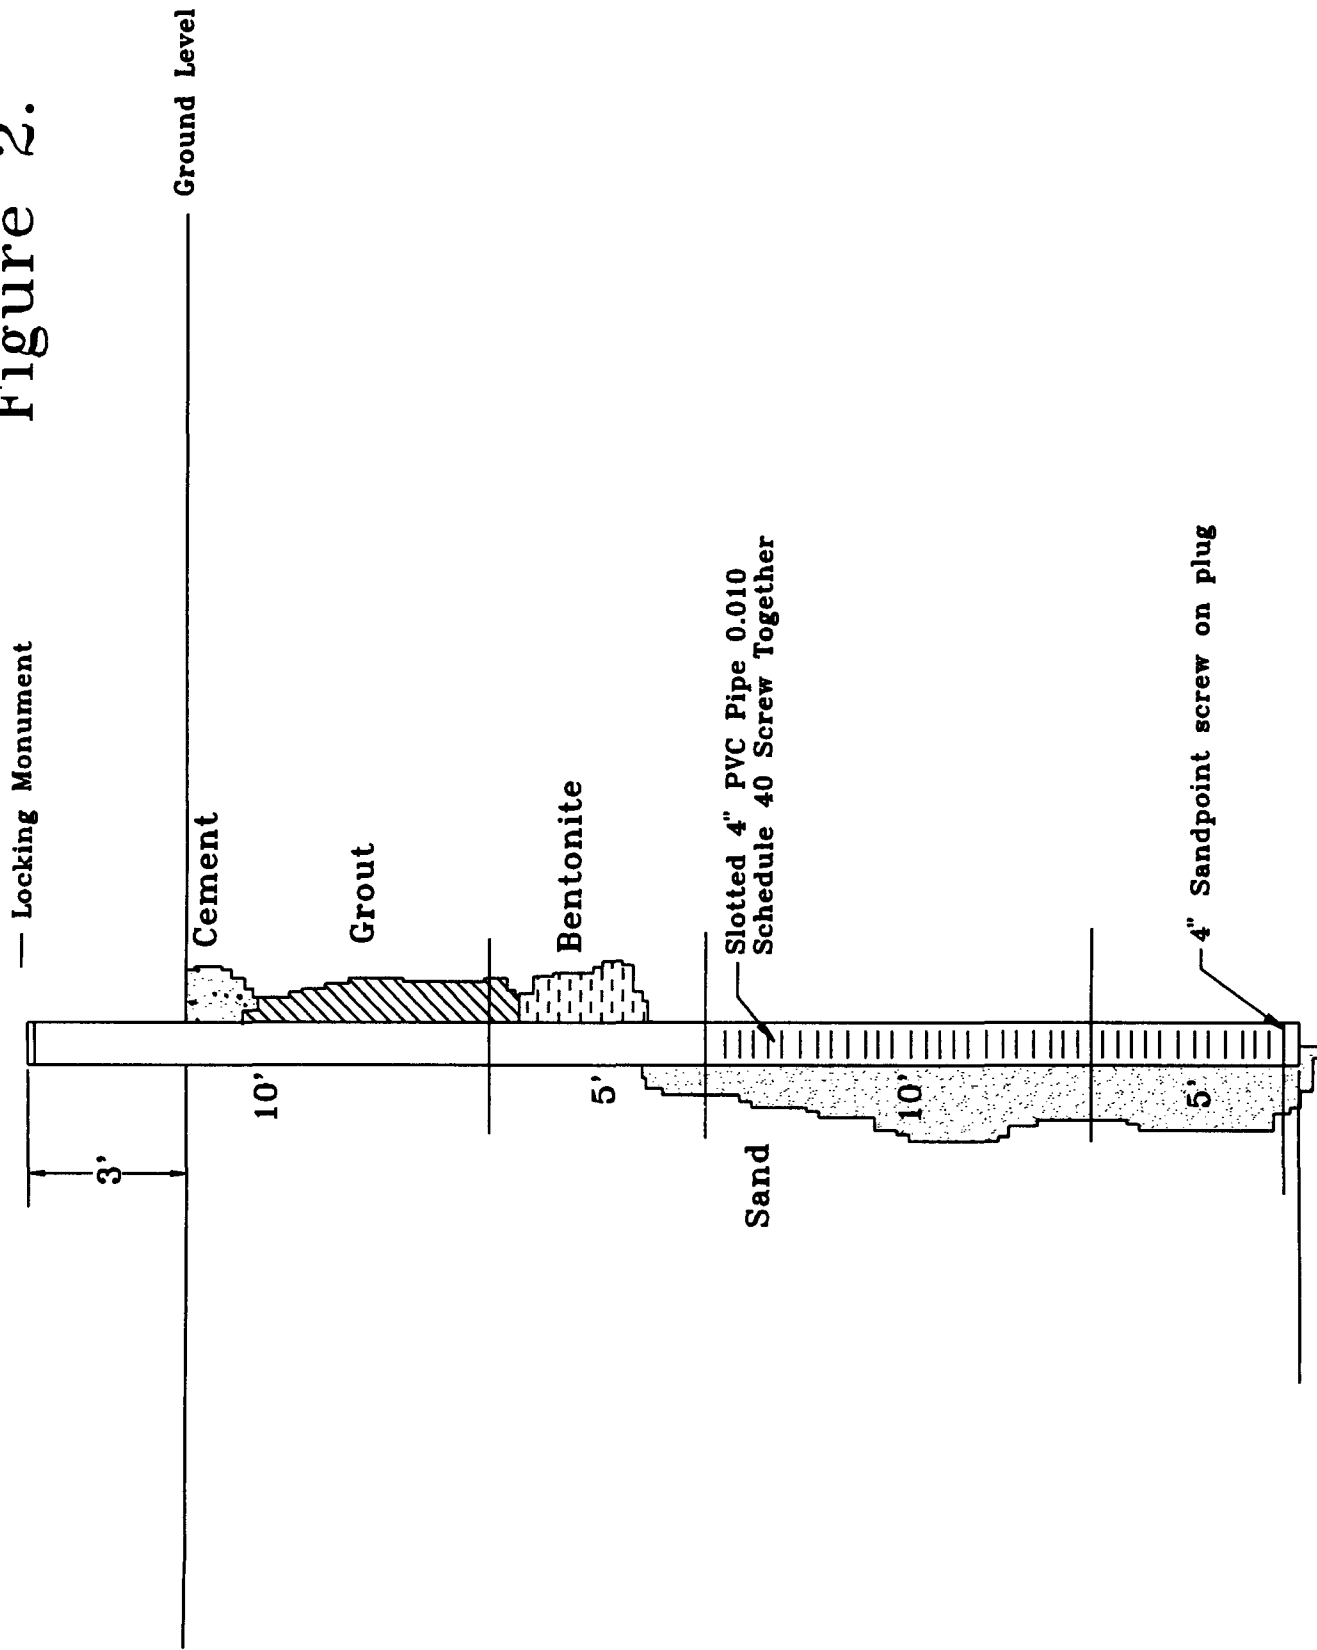 Figure 2.
Locking Monument
Ground Level
3'
Cement
10'
Grout
Bentonite
5'
Slotted 4" PVC Pipe 0.010
Schedule 40 Screw Together
Sand
10'
5'
4" Sandpoint screw on plug